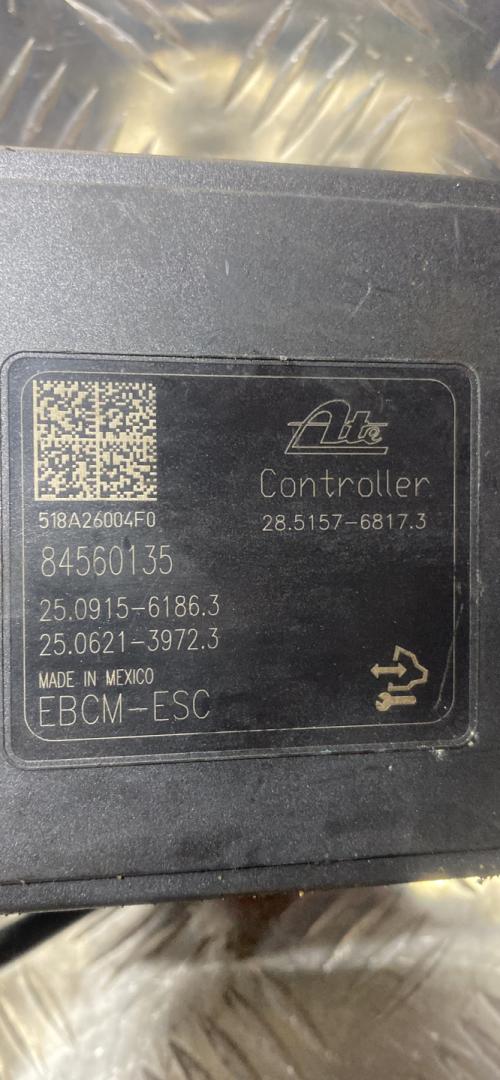 Ate
Controller
518A26004F0
28.5157-6817.3
84560135
25.0915-6186.3
25.0621-3972.3
MADE IN MEXICO
EBCM-ESC